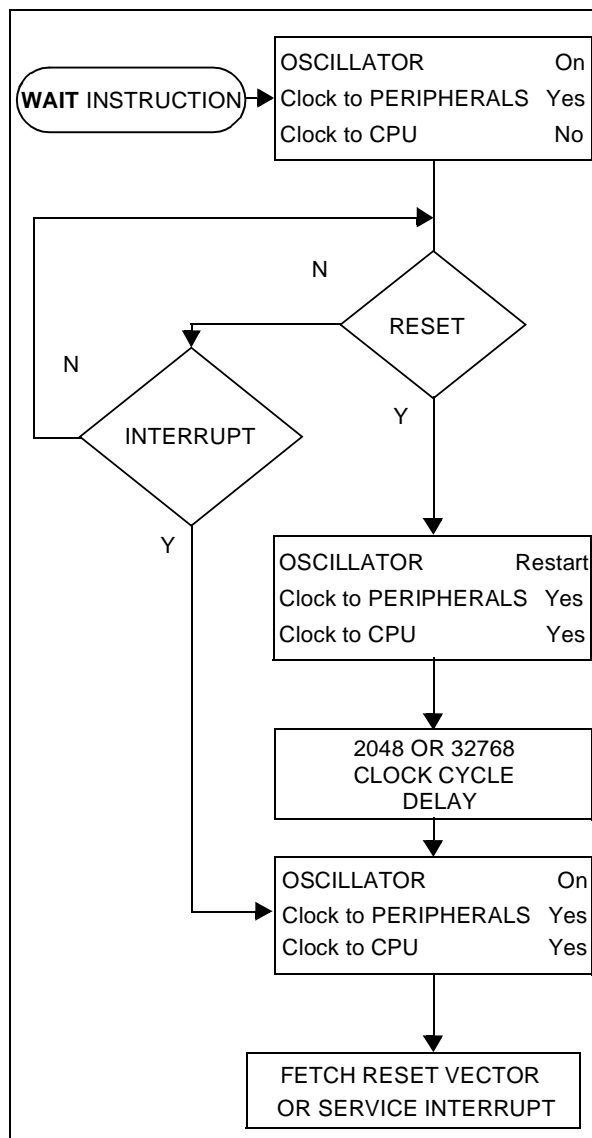 WAIT INSTRUCTION
OSCILLATOR On
Clock to PERIPHERALS Yes
Clock to CPU No
N
RESET
N
INTERRUPT
Y
Y
OSCILLATOR Restart
Clock to PERIPHERALS Yes
Clock to CPU Yes
2048 OR 32768
CLOCK CYCLE
DELAY
OSCILLATOR On
Clock to PERIPHERALS Yes
Clock to CPU Yes
FETCH RESET VECTOR
OR SERVICE INTERRUPT